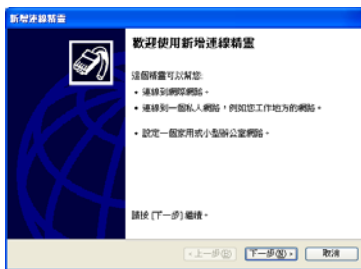 新增連線精靈
歡迎使用新增連線精靈
這個精靈可以幫您:
• 連線到網際網路。
• 連線到一個私人網路，例如您工作地方的網路。
• 設定一個家用或小型辦公室網路。
請按 [下一步] 繼續。
<上一步(B) 下一步(N)> 取消